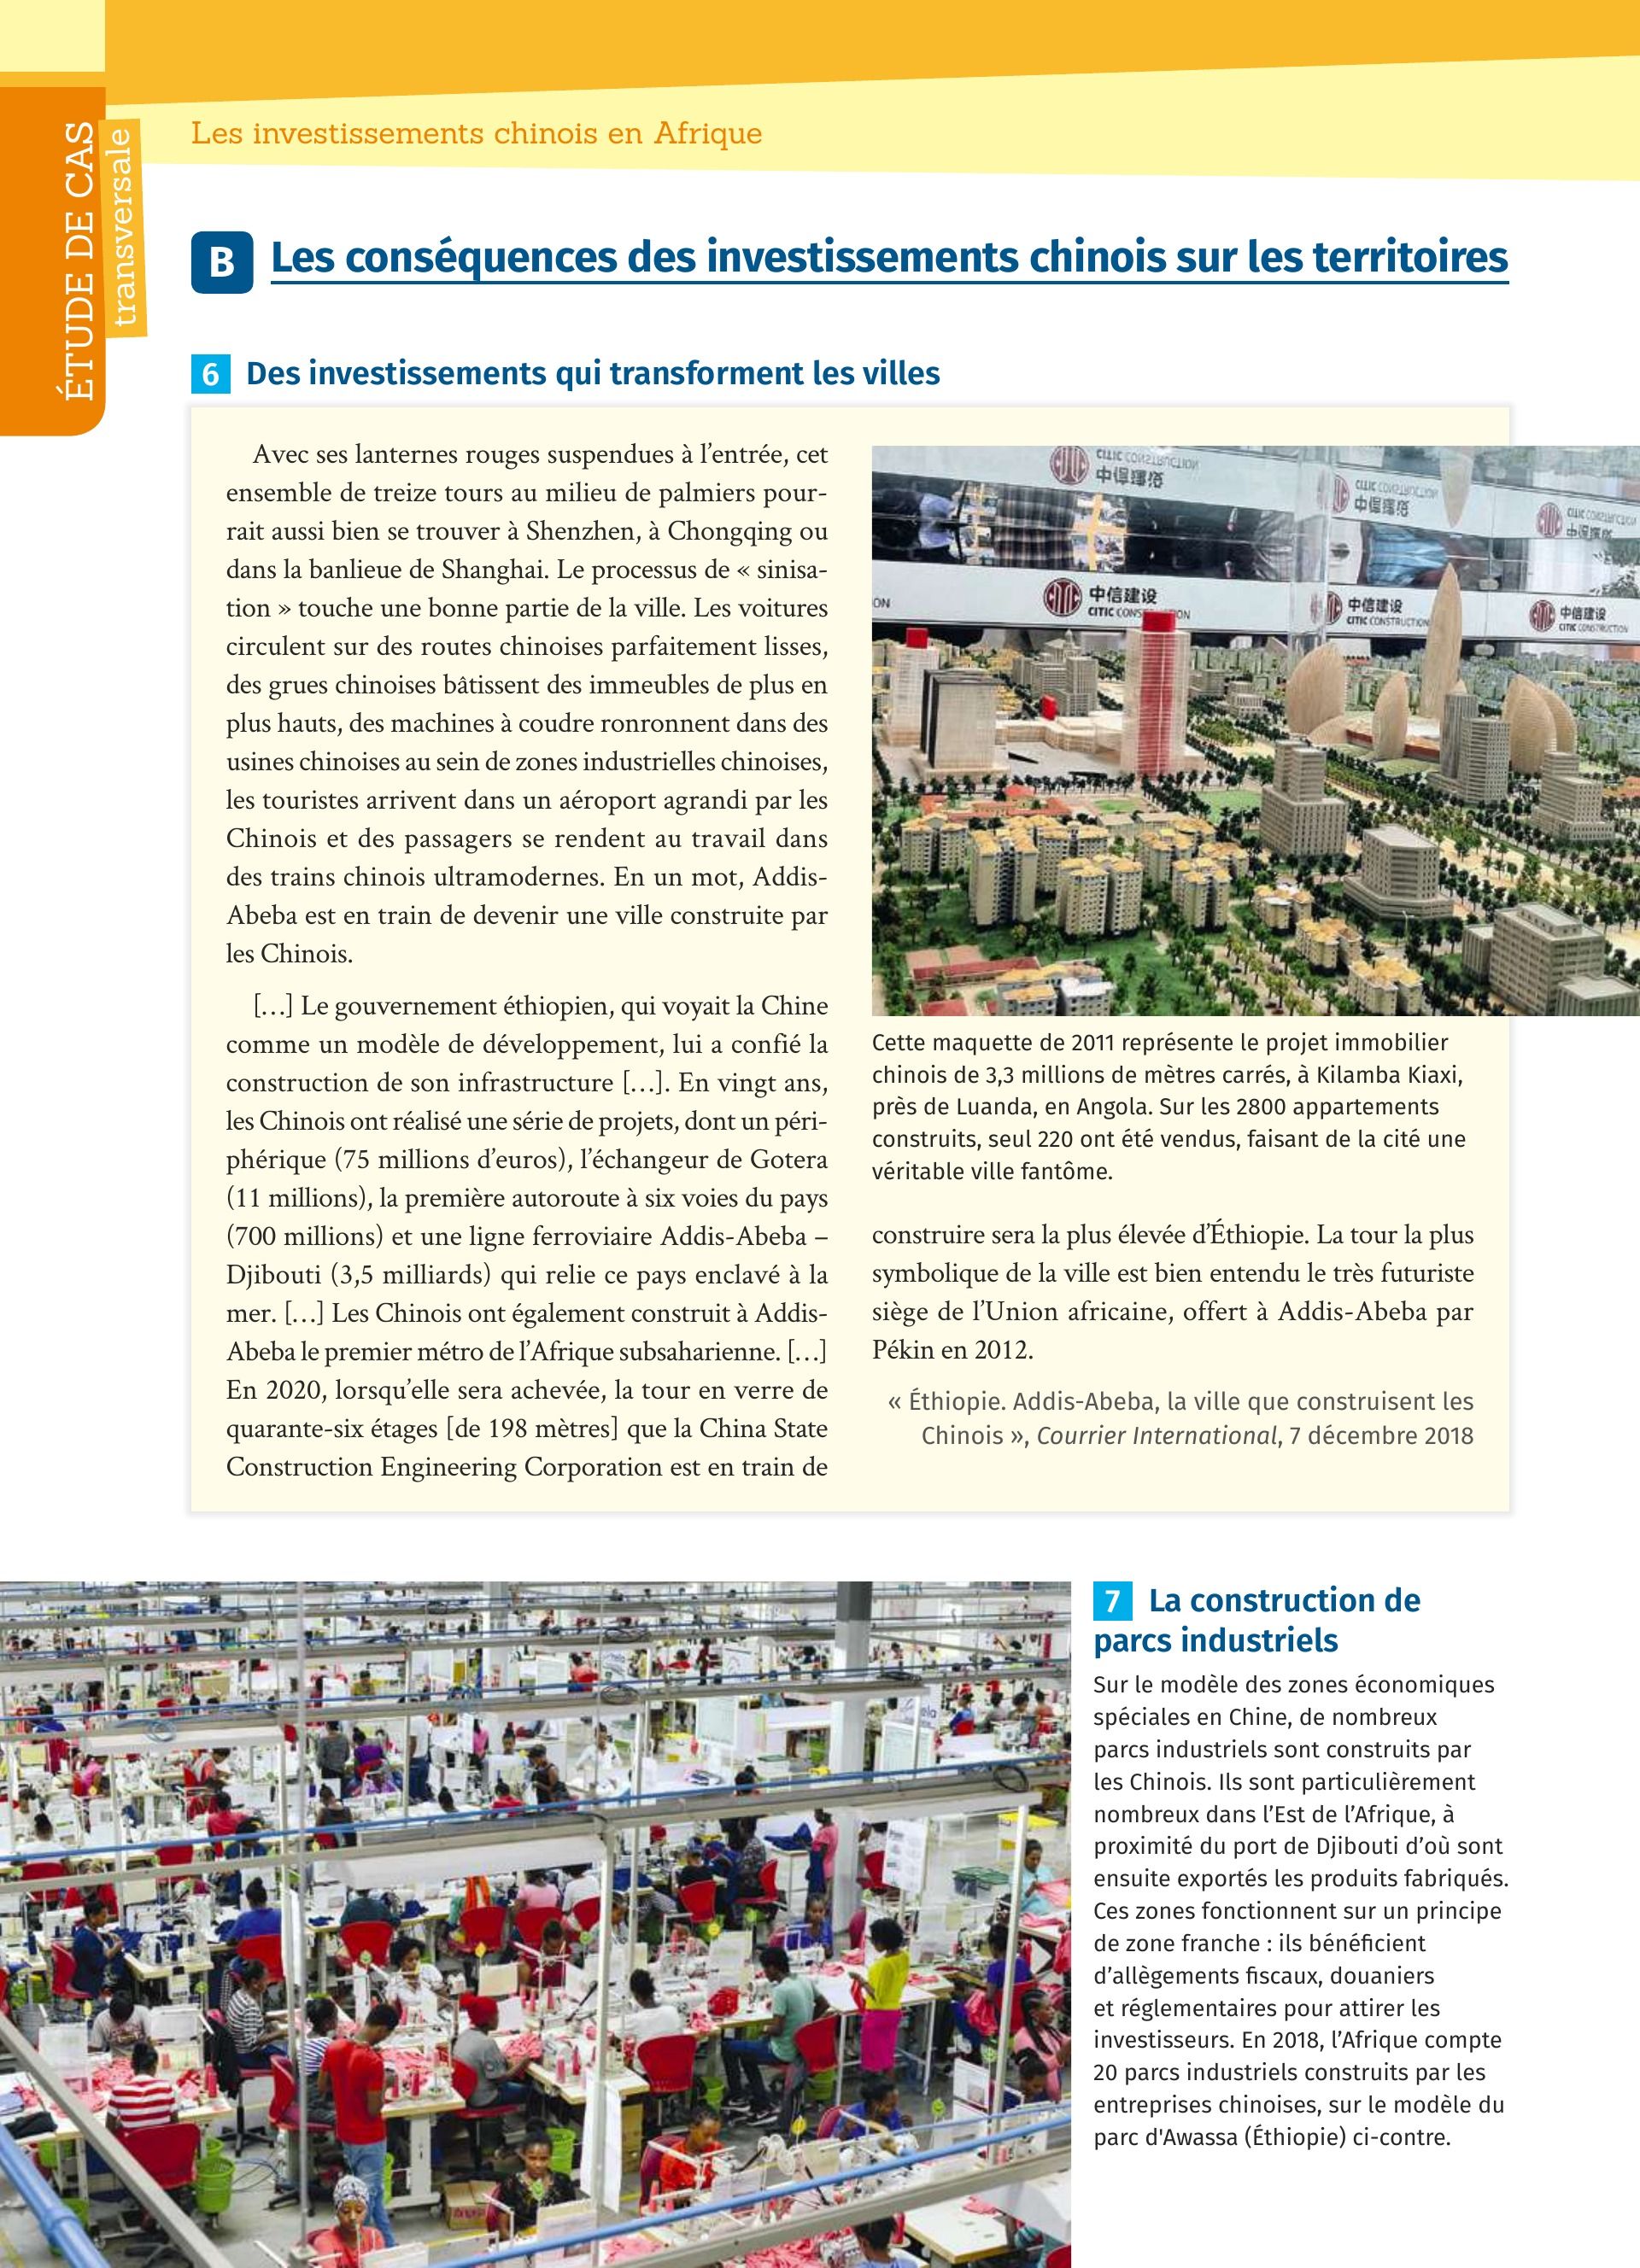 ÉTUDE DE CAS
transversale
Les investissements chinois en Afrique
B Les conséquences des investissements chinois sur les territoires
6 Des investissements qui transforment les villes
Avec ses lanternes rouges suspendues à l'entrée, cet
ensemble de treize tours au milieu de palmiers pour-
rait aussi bien se trouver à Shenzhen, à Chongqing ou
dans la banlieue de Shanghai. Le processus de « sinisa-
tion » touche une bonne partie de la ville. Les voitures
circulent sur des routes chinoises parfaitement lisses,
des grues chinoises bâtissent des immeubles de plus en
plus hauts, des machines à coudre ronronnent dans des
usines chinoises au sein de zones industrielles chinoises,
les touristes arrivent dans un aéroport agrandi par les
Chinois et des passagers se rendent au travail dans
des trains chinois ultramodernes. En un mot, Addis-
Abeba est en train de devenir une ville construite par
les Chinois.
[…] Le gouvernement éthiopien, qui voyait la Chine
comme un modèle de développement, lui a confié la
construction de son infrastructure […]. En vingt ans,
les Chinois ont réalisé une série de projets, dont un péri-
phérique (75 millions d'euros), l'échangeur de Gotera
(11 millions), la première autoroute à six voies du pays
(700 millions) et une ligne ferroviaire Addis-Abeba –
Djibouti (3,5 milliards) qui relie ce pays enclavé à la
mer. […] Les Chinois ont également construit à Addis-
Abeba le premier métro de l'Afrique subsaharienne. […]
En 2020, lorsqu'elle sera achevée, la tour en verre de
quarante-six étages [de 198 mètres] que la China State
Construction Engineering Corporation est en train de
中信建设
CITIC CONSTRUCTION
中信建设
CITIC CONSTRUCTION
中信建设
CITIC CONSTRUCTION
Cette maquette de 2011 représente le projet immobilier
chinois de 3,3 millions de mètres carrés, à Kilamba Kiaxi,
près de Luanda, en Angola. Sur les 2800 appartements
construits, seul 220 ont été vendus, faisant de la cité une
véritable ville fantôme.
construire sera la plus élevée d'Éthiopie. La tour la plus
symbolique de la ville est bien entendu le très futuriste
siège de l'Union africaine, offert à Addis-Abeba par
Pékin en 2012.
« Éthiopie. Addis-Abeba, la ville que construisent les
Chinois », Courrier International, 7 décembre 2018
7 La construction de
parcs industriels
Sur le modèle des zones économiques
spéciales en Chine, de nombreux
parcs industriels sont construits par
les Chinois. Ils sont particulièrement
nombreux dans l'Est de l'Afrique, à
proximité du port de Djibouti d'où sont
ensuite exportés les produits fabriqués.
Ces zones fonctionnent sur un principe
de zone franche : ils bénéficient
d'allègements fiscaux, douaniers
et réglementaires pour attirer les
investisseurs. En 2018, l'Afrique compte
20 parcs industriels construits par les
entreprises chinoises, sur le modèle du
parc d'Awassa (Éthiopie) ci-contre.